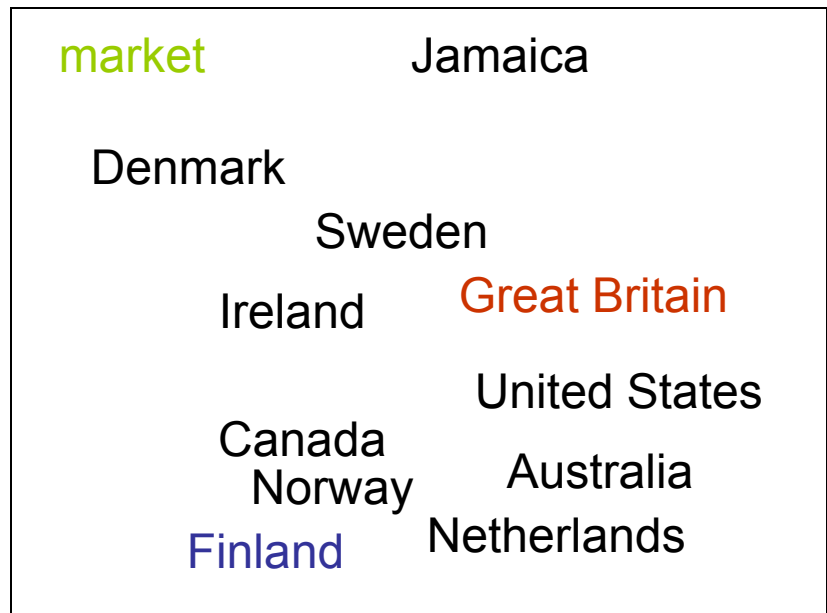 market
Jamaica
Denmark
Sweden
Great Britain
Ireland
United States
Canada
Australia
Norway
Netherlands
Finland